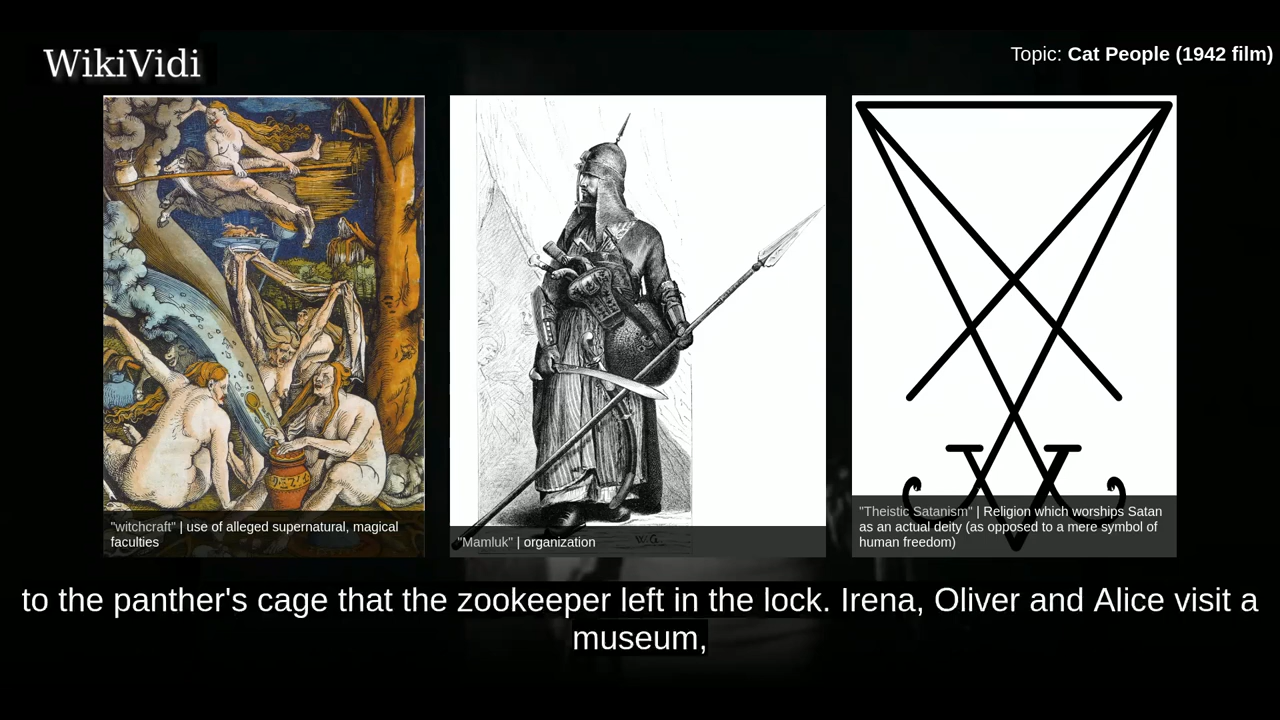 WikiVidi
Topic: Cat People (1942 film)
"witchcraft" | use of alleged supernatural, magical
faculties
W.G.
"Mamluk" | organization
"Theistic Satanism" | Religion which worships Satan
as an actual deity (as opposed to a mere symbol of
human freedom)
to the panther's cage that the zookeeper left in the lock. Irena, Oliver and Alice visit a
museum,